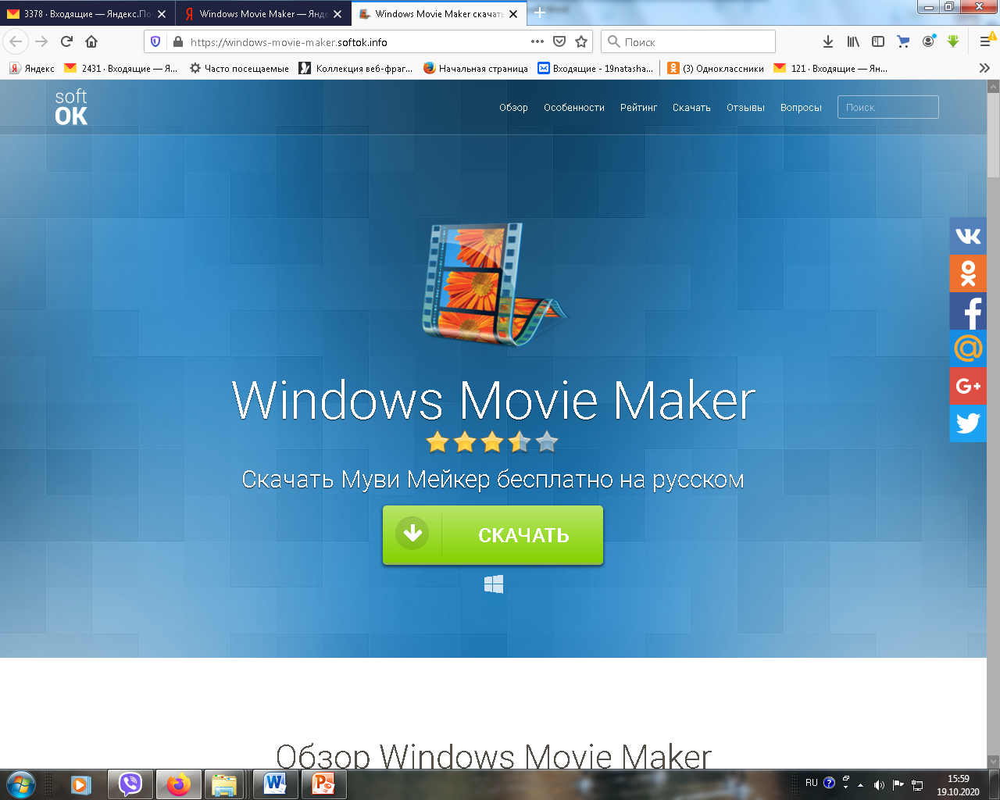 3378 · Входящие — Яндекс.По
Windows Movie Maker — Янде
Windows Movie Maker скачать
https://windows-movie-maker.softok.info
Поиск
Яндекс
2431 · Входящие — Я...
Часто посещаемые
Коллекция веб-фраг...
Начальная страница
Входящие - 19natasha...
(3) Одноклассники
121 · Входящие — Ян...
soft
OK
Обзор Особенности Рейтинг Скачать Отзывы Вопросы Поиск
Windows Movie Maker
Скачать Муви Мейкер бесплатно на русском
СКАЧАТЬ
Обзор Windows Movie Maker
RU
15:59
19.10.2020